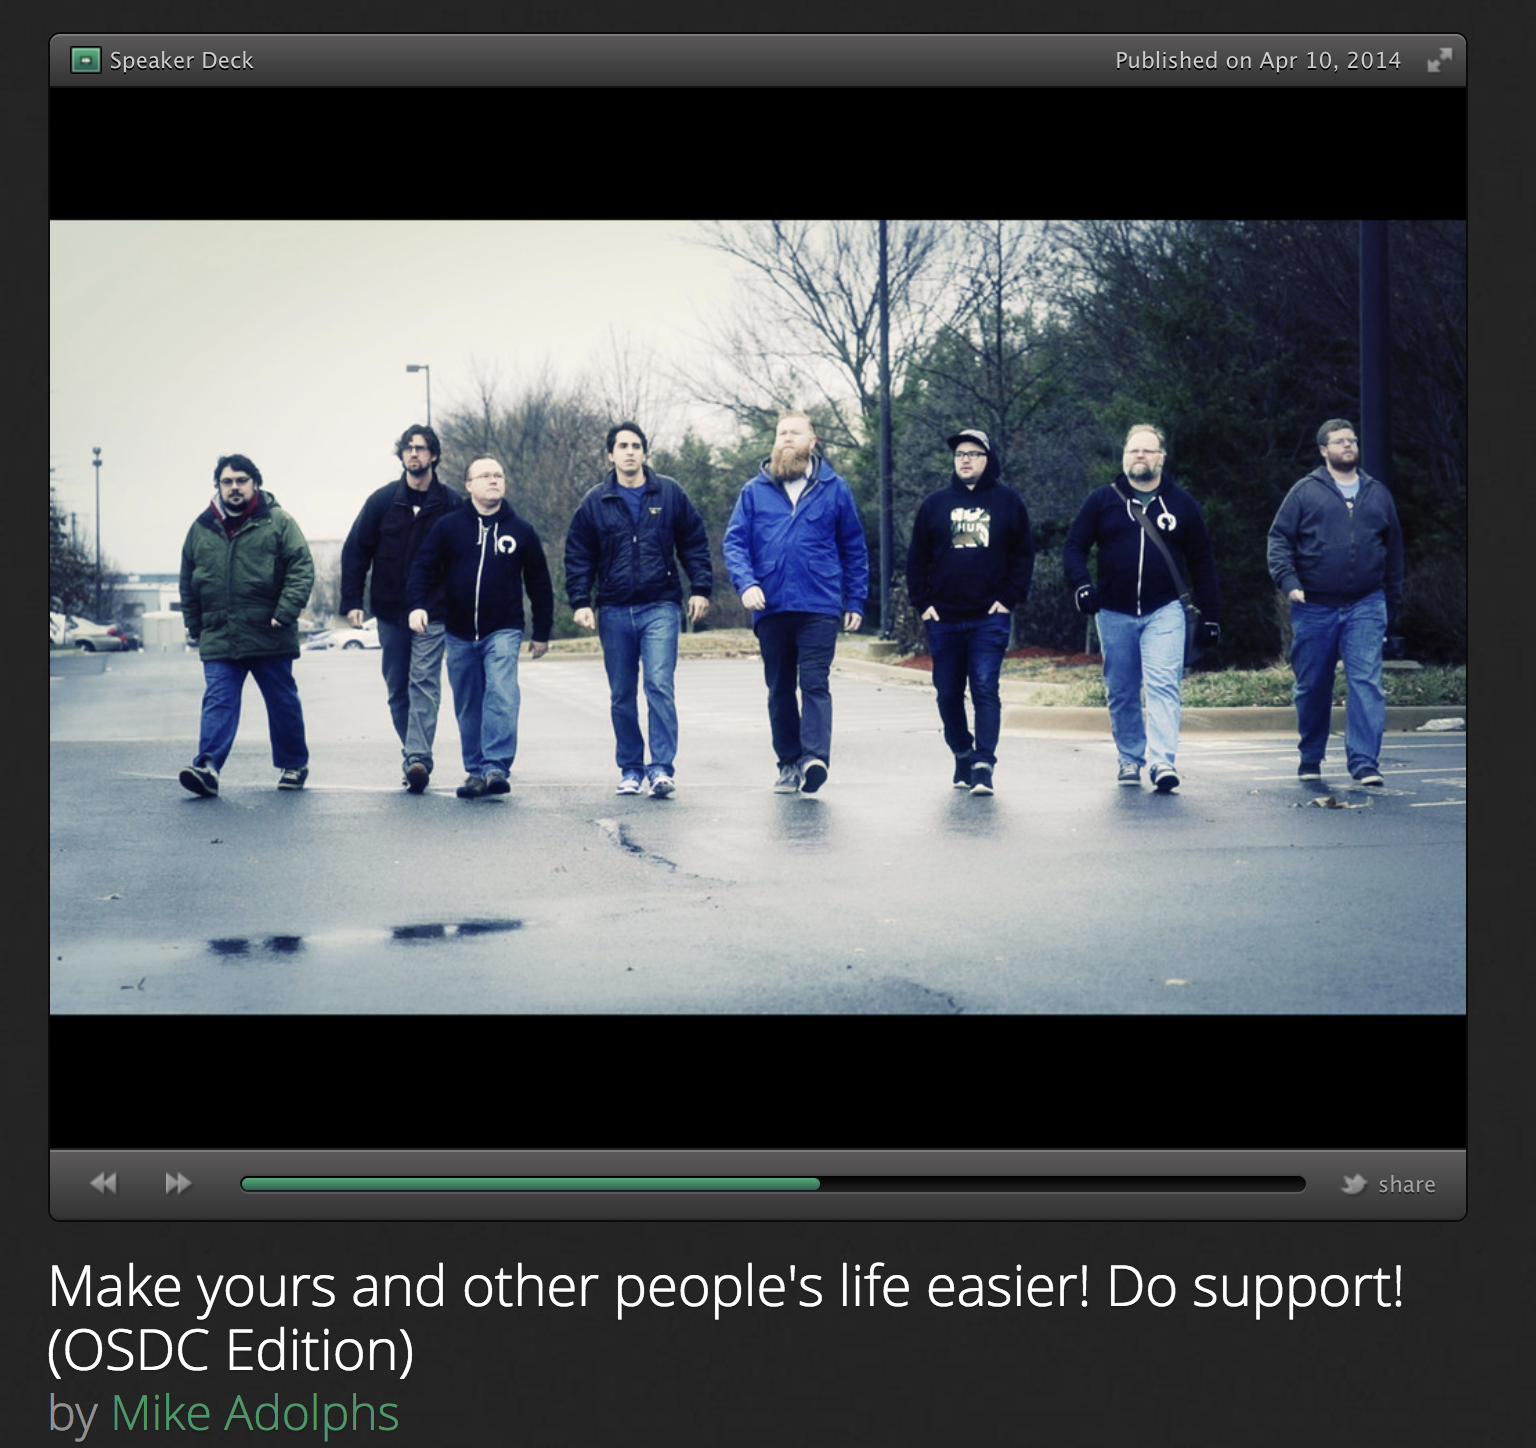 Speaker Deck
Published on Apr 10, 2014
HUF
share
Make yours and other people's life easier! Do support!
(OSDC Edition)
by Mike Adolphs